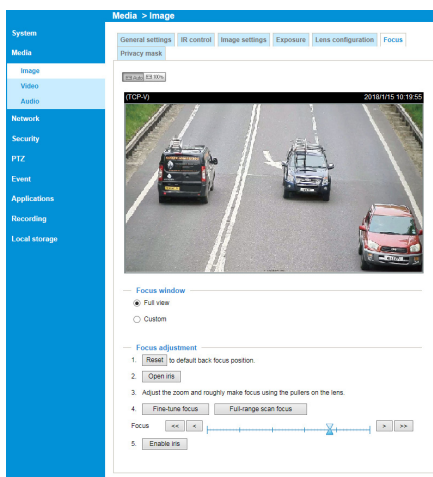 Media > Image
System
Media
Image
Video
Audio
Network
Security
PTZ
Event
Applications
Recording
Local storage
General settings IR control Image settings Exposure Lens configuration Focus
Privacy mask
Auto 100%
(TCP-V) 2018/1/15 10:19:55
Focus window
Full view
Custom
Focus adjustment
1. Reset to default back focus position.
2. Open iris
3. Adjust the zoom and roughly make focus using the pullers on the lens.
4. Fine-tune focus Full-range scan focus
Focus << < > >>
5. Enable iris